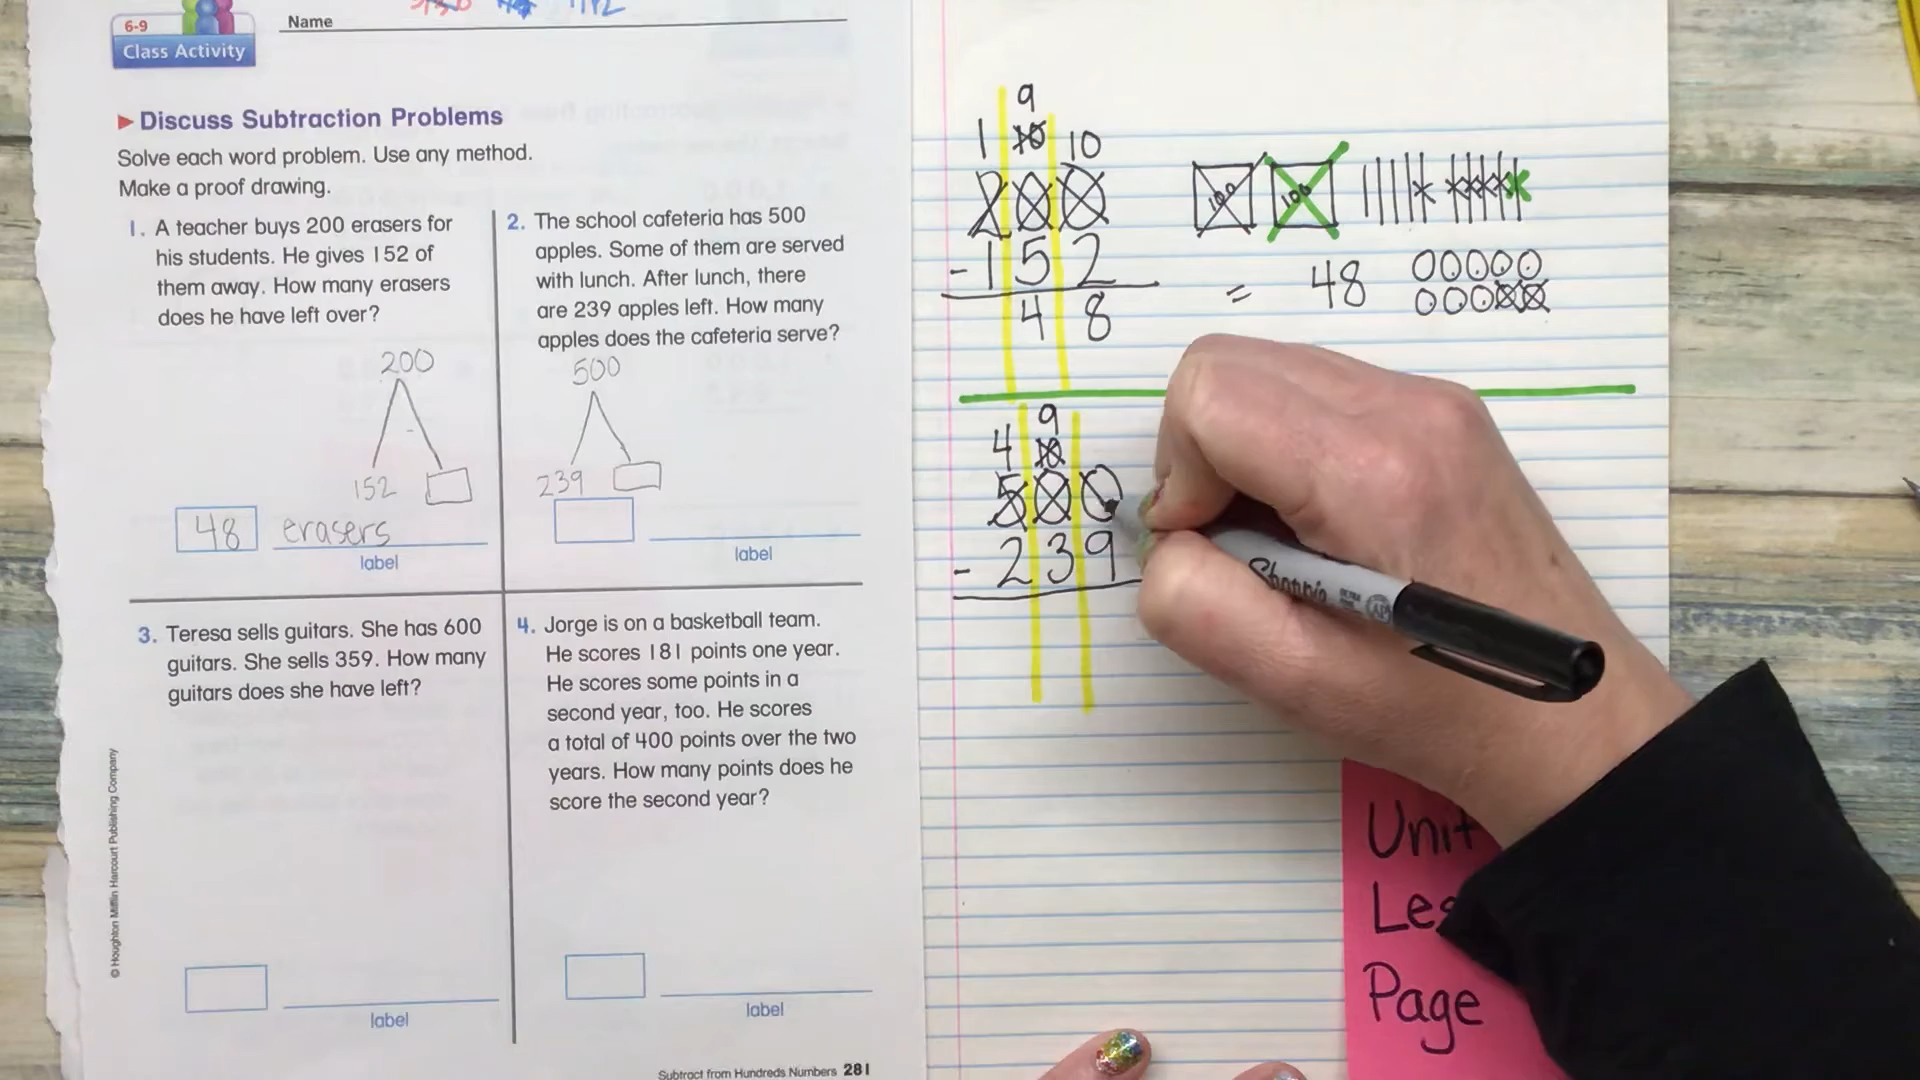 6-9
Class Activity
Name
Discuss Subtraction Problems
Solve each word problem. Use any method.
Make a proof drawing.
1. A teacher buys 200 erasers for
his students. He gives 152 of
them away. How many erasers
does he have left over?
200
152
48 erasers
label
2. The school cafeteria has 500
apples. Some of them are served
with lunch. After lunch, there
are 239 apples left. How many
apples does the cafeteria serve?
500
239
label
3. Teresa sells guitars. She has 600
guitars. She sells 359. How many
guitars does she have left?
label
4. Jorge is on a basketball team.
He scores 181 points one year.
He scores some points in a
second year, too. He scores
a total of 400 points over the two
years. How many points does he
score the second year?
label
© Houghton Mifflin Harcourt Publishing Company
Subtract from Hundreds Numbers 281
9
1 10 10
200
- 152
48
100 100
= 48
9
4 10
500
- 239
Sharpie
Unit
Page